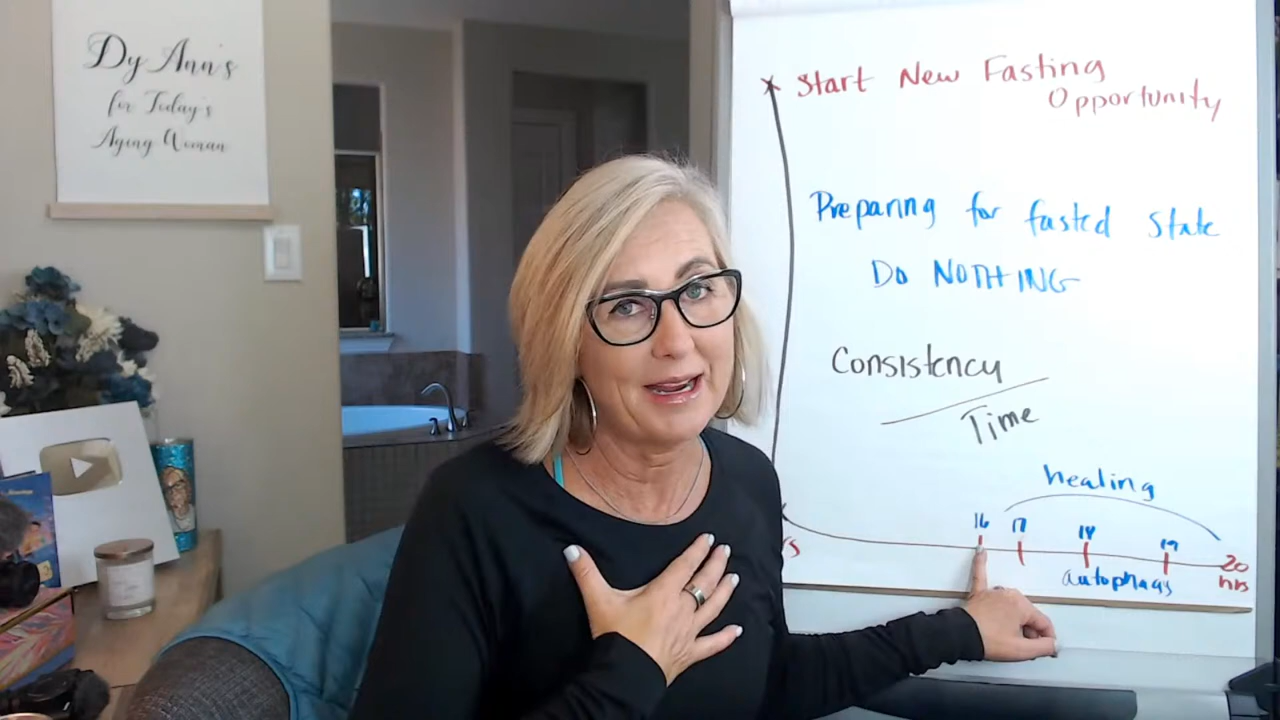 Dy Ann's
for Today's
Aging Woman
Start New Fasting
Opportunity
Preparing for fasted State
DO NOTHING
Consistency
Time
healing
16 17 18 19 20
rs hrs
autophagy